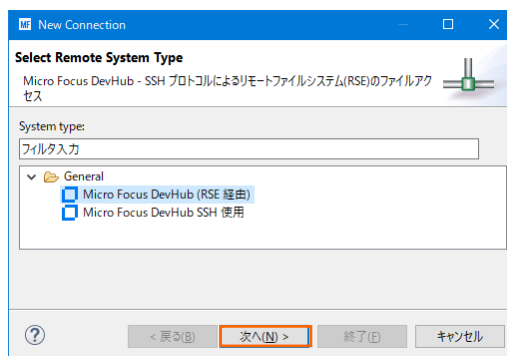 MF New Connection
Select Remote System Type
Micro Focus DevHub - SSH プロトコルによるリモートファイルシステム(RSE)のファイルアク
セス
System type:
フィルタ入力
General
Micro Focus DevHub (RSE 経由)
Micro Focus DevHub SSH 使用
?
< 戻る(B)
次へ(N) >
終了(F)
キャンセル